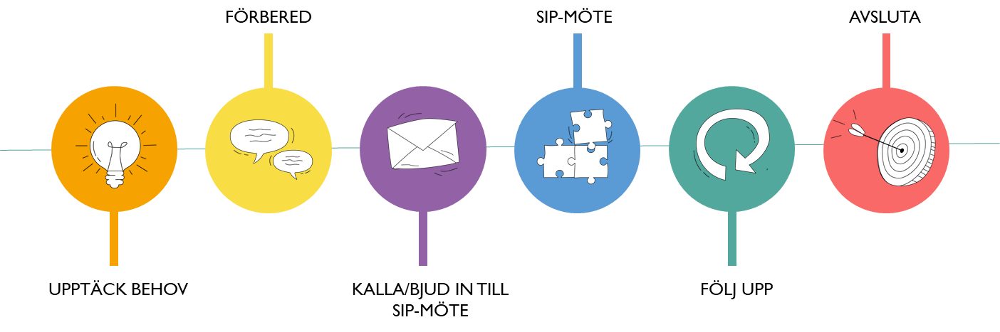 UPPTÄCK BEHOV
FÖRBERED
KALLA/BJUD IN TILL
SIP-MÖTE
SIP-MÖTE
FÖLJ UPP
AVSLUTA